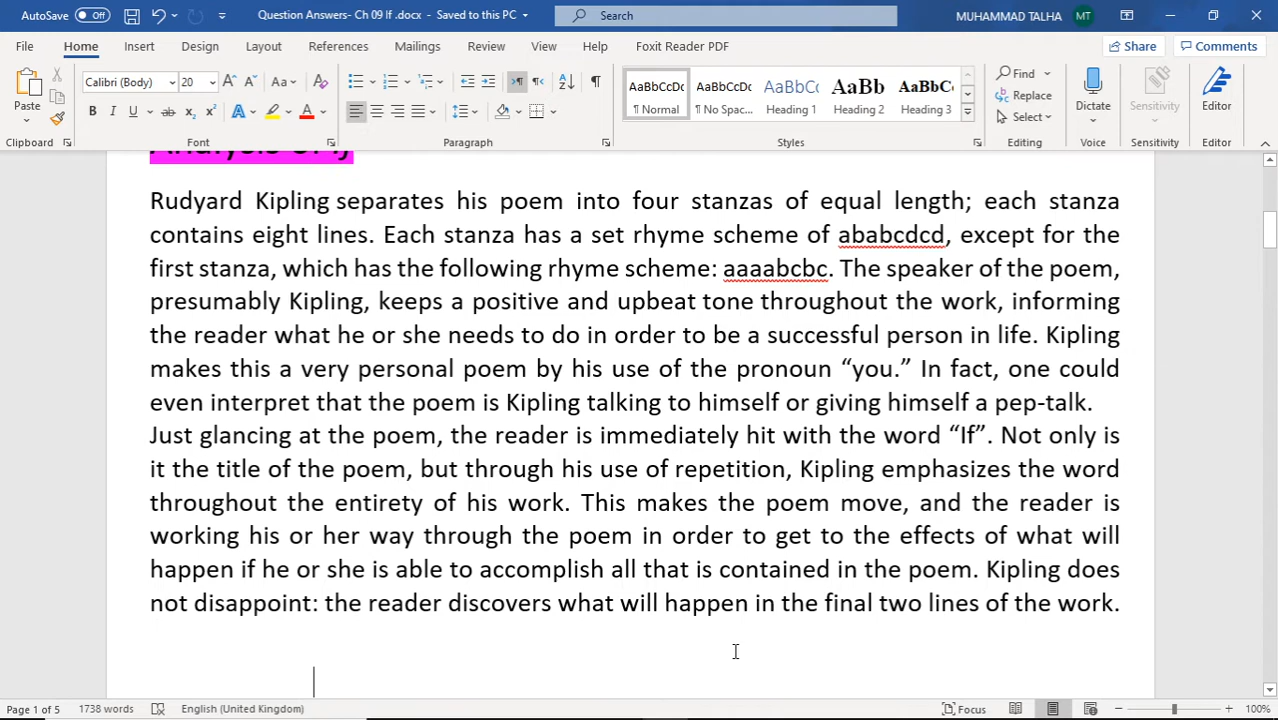 AutoSave Off Question Answers- Ch 09 If .docx - Saved to this PC Search MUHAMMAD TALHA MT
File Home Insert Design Layout References Mailings Review View Help Foxit Reader PDF Share Comments
Calibri (Body) 20 AaBbCcDc AaBbCcDc AaBbCc AaBb AaBbCc Find
Paste ¶ Normal ¶ No Spac... Heading 1 Heading 2 Heading 3 Replace Dictate Sensitivity Editor
Select
Clipboard Font Paragraph Styles Editing Voice Sensitivity Editor
Analysis of If
Rudyard Kipling separates his poem into four stanzas of equal length; each stanza
contains eight lines. Each stanza has a set rhyme scheme of ababcdcd, except for the
first stanza, which has the following rhyme scheme: aaaabcbc. The speaker of the poem,
presumably Kipling, keeps a positive and upbeat tone throughout the work, informing
the reader what he or she needs to do in order to be a successful person in life. Kipling
makes this a very personal poem by his use of the pronoun “you.” In fact, one could
even interpret that the poem is Kipling talking to himself or giving himself a pep-talk.
Just glancing at the poem, the reader is immediately hit with the word “If”. Not only is
it the title of the poem, but through his use of repetition, Kipling emphasizes the word
throughout the entirety of his work. This makes the poem move, and the reader is
working his or her way through the poem in order to get to the effects of what will
happen if he or she is able to accomplish all that is contained in the poem. Kipling does
not disappoint: the reader discovers what will happen in the final two lines of the work.
Page 1 of 5 1738 words English (United Kingdom) Focus 100%